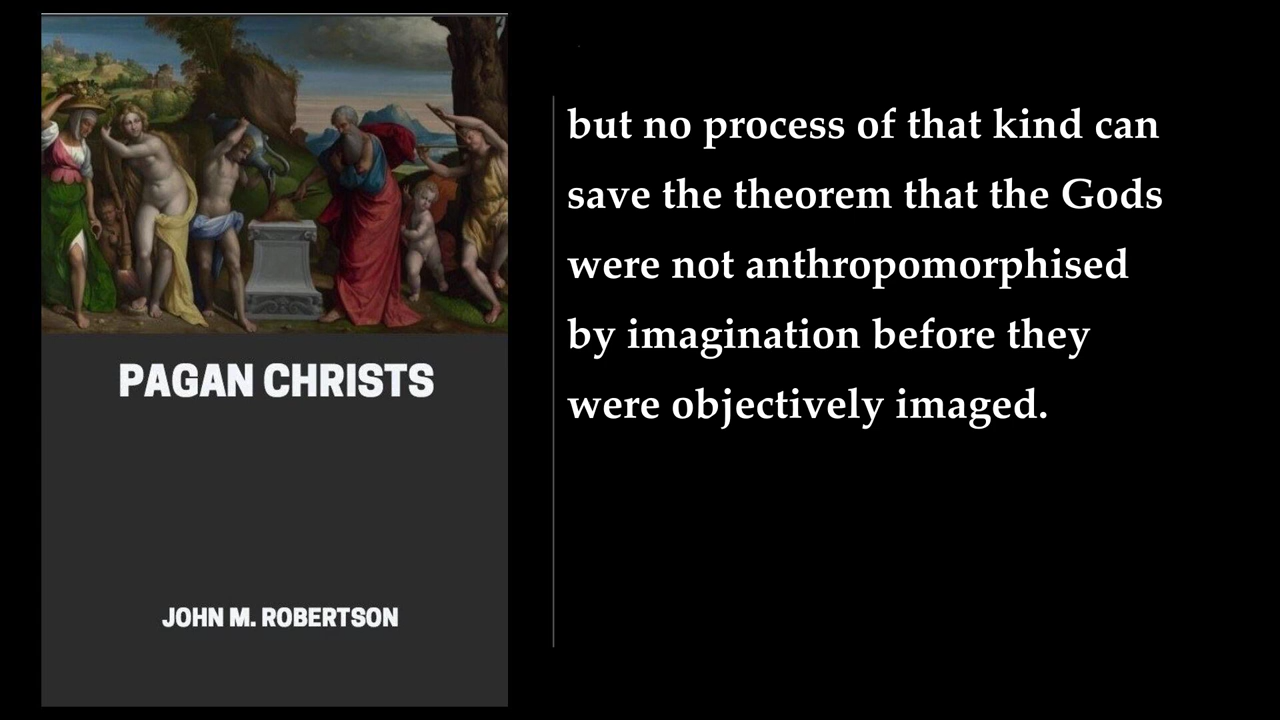 PAGAN CHRISTS
JOHN M. ROBERTSON
but no process of that kind can
save the theorem that the Gods
were not anthropomorphised
by imagination before they
were objectively imaged.